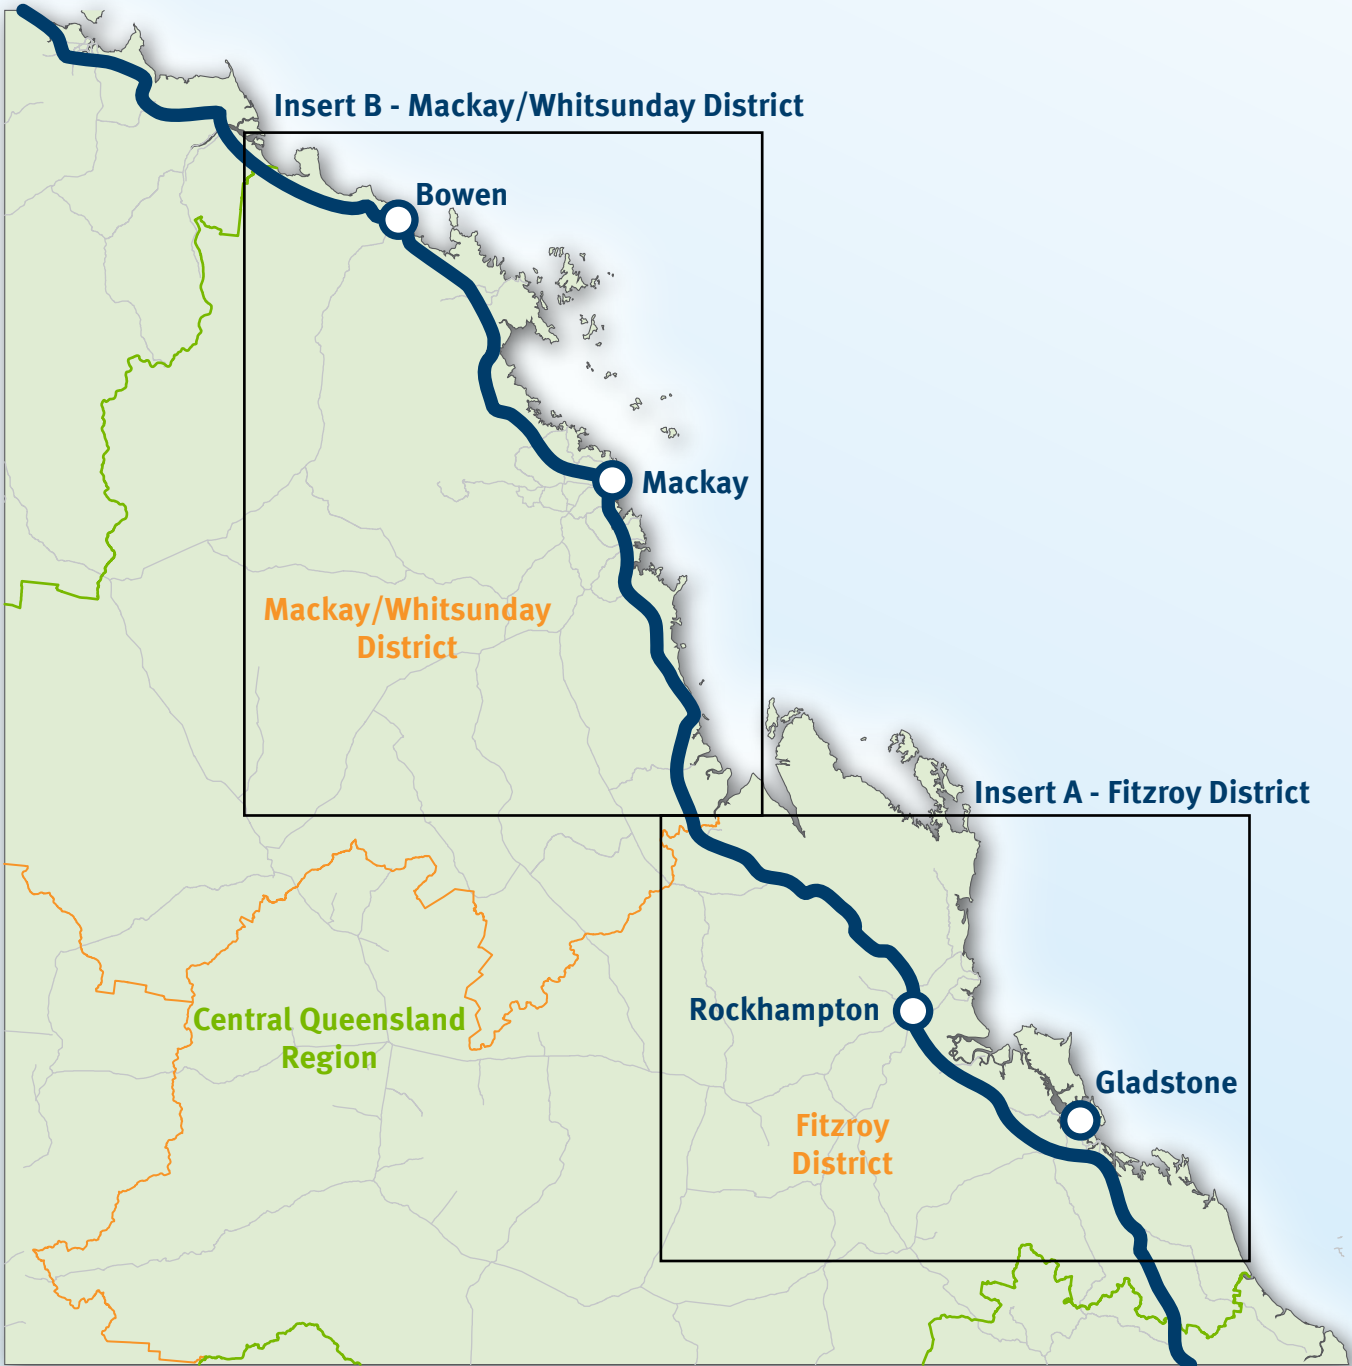 Insert B - Mackay/Whitsunday District
Bowen
Mackay
Mackay/Whitsunday
District
Insert A - Fitzroy District
Rockhampton
Central Queensland
Region
Gladstone
Fitzroy
District